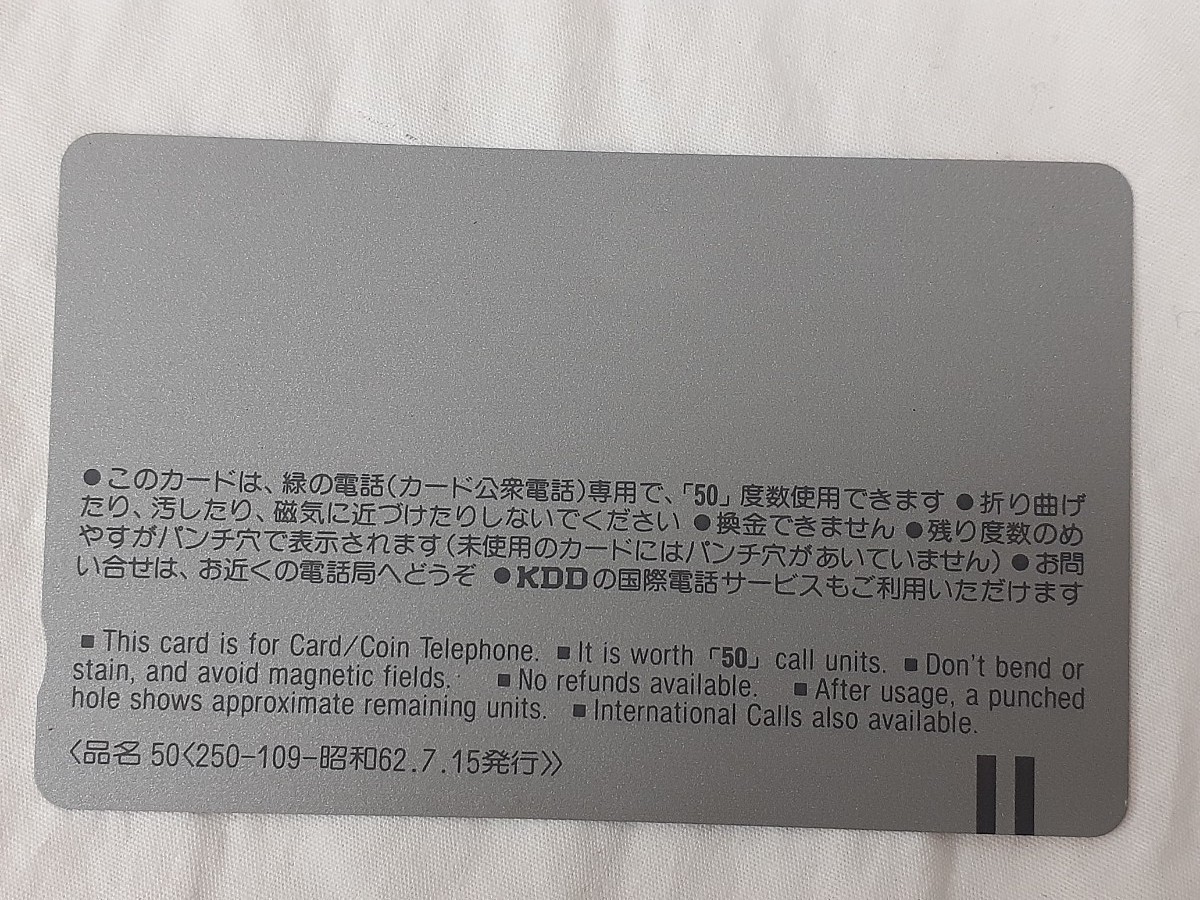 ●このカードは、緑の電話(カード公衆電話)専用で、「50」度数使用できます ●折り曲げ
たり、汚したり、磁気に近づけたりしないでください ●換金できません ●残り度数のめ
やすがパンチ穴で表示されます(未使用のカードにはパンチ穴があいていません) ●お問
い合せは、お近くの電話局へどうぞ ●KDDの国際電話サービスもご利用いただけます
■This card is for Card/Coin Telephone. ■It is worth 「50」 call units. ■Don't bend or
stain, and avoid magnetic fields. ■No refunds available. ■After usage, a punched
hole shows approximate remaining units. ■International Calls also available.
〈品名 50〈250-109-昭和62.7.15発行〉〉